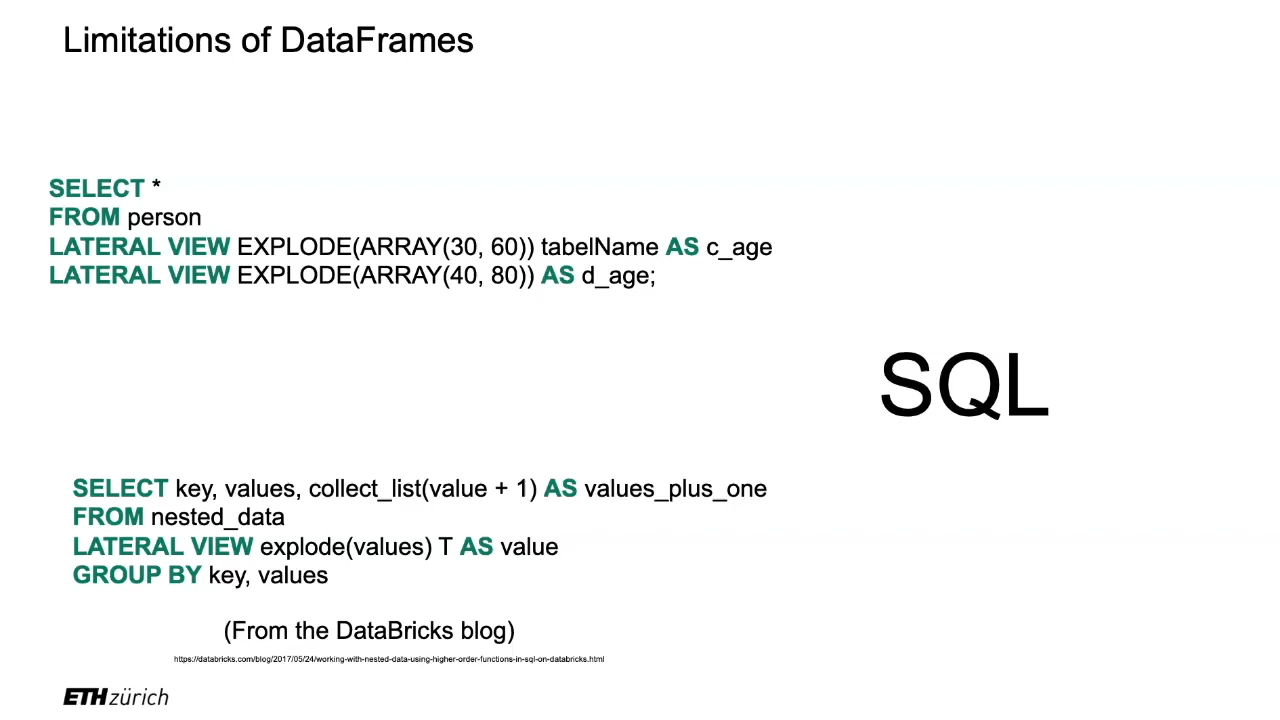 Limitations of DataFrames
SELECT *
FROM person
LATERAL VIEW EXPLODE(ARRAY(30, 60)) tabelName AS c_age
LATERAL VIEW EXPLODE(ARRAY(40, 80)) AS d_age;
SQL
SELECT key, values, collect_list(value + 1) AS values_plus_one
FROM nested_data
LATERAL VIEW explode(values) T AS value
GROUP BY key, values
(From the DataBricks blog)
https://databricks.com/blog/2017/05/24/working-with-nested-data-using-higher-order-functions-in-sql-on-databricks.html
ETH zürich